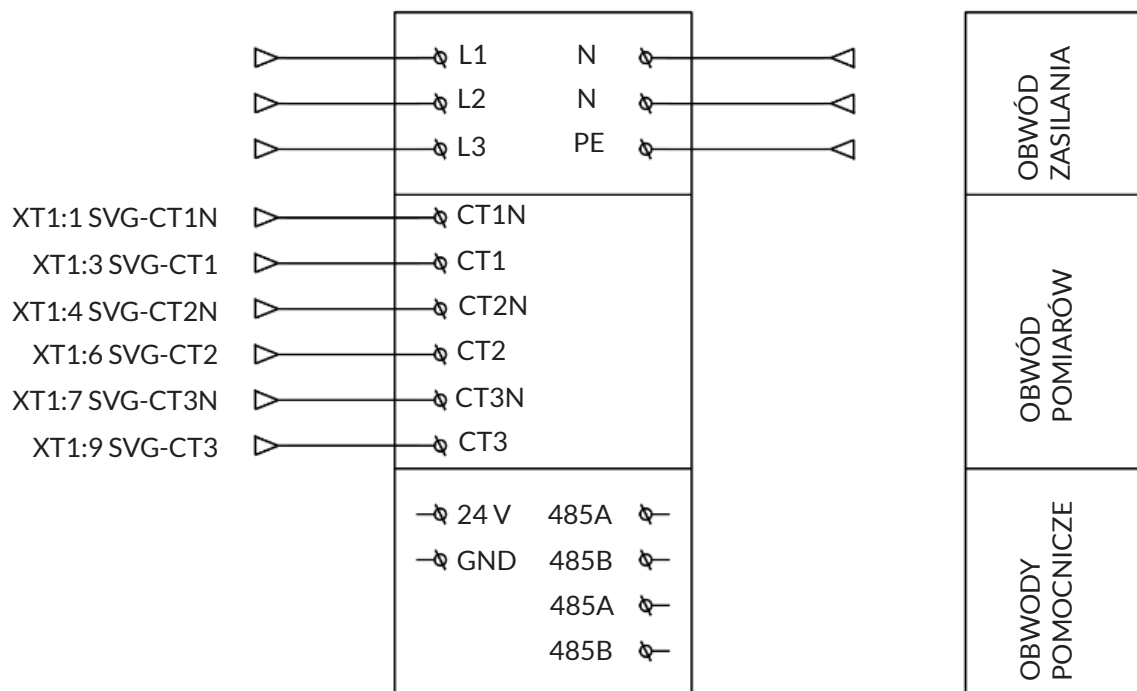 L1 N
L2 N
L3 PE
OBWÓD
ZASILANIA
XT1:1 SVG-CT1N CT1N
XT1:3 SVG-CT1 CT1
XT1:4 SVG-CT2N CT2N
XT1:6 SVG-CT2 CT2
XT1:7 SVG-CT3N CT3N
XT1:9 SVG-CT3 CT3
OBWÓD
POMIARÓW
24 V 485A
GND 485B
485A
485B
OBWODY
POMOCNICZE